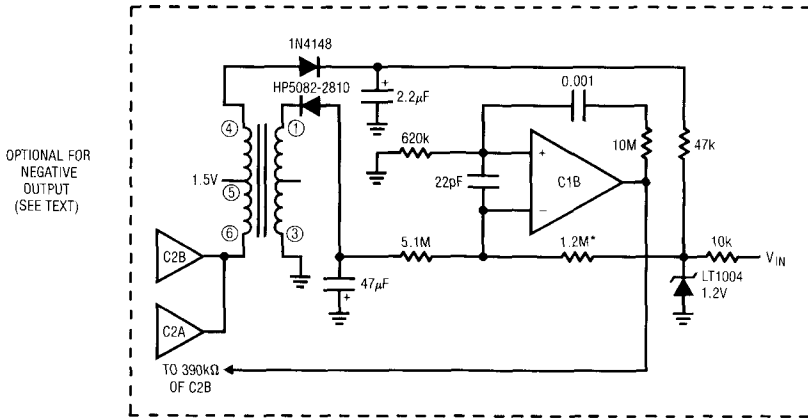 1N4148
HP5082-2810
0.001
2.2µF
+
4
1
620k
10M
47k
OPTIONAL FOR
NEGATIVE
OUTPUT
(SEE TEXT)
1.5V
5
22pF
+
C1B
−
6
3
5.1M
1.2M*
10k
VIN
C2B
47µF
+
LT1004
1.2V
C2A
TO 390kΩ
OF C2B